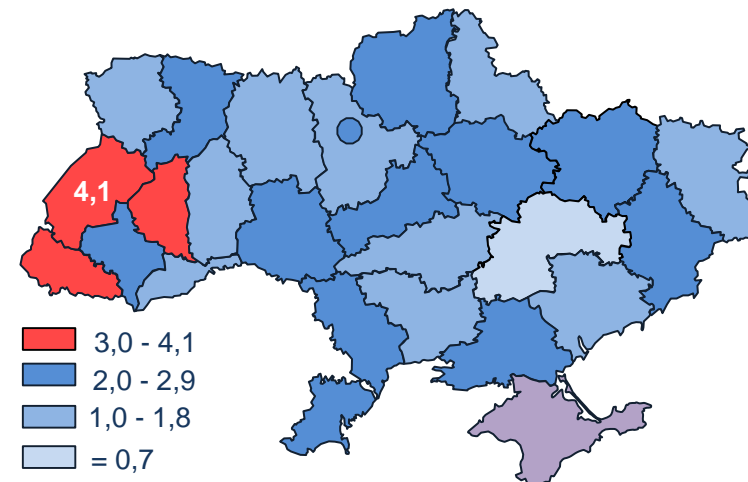 4,1
3,0 - 4,1
2,0 - 2,9
1,0 - 1,8
= 0,7